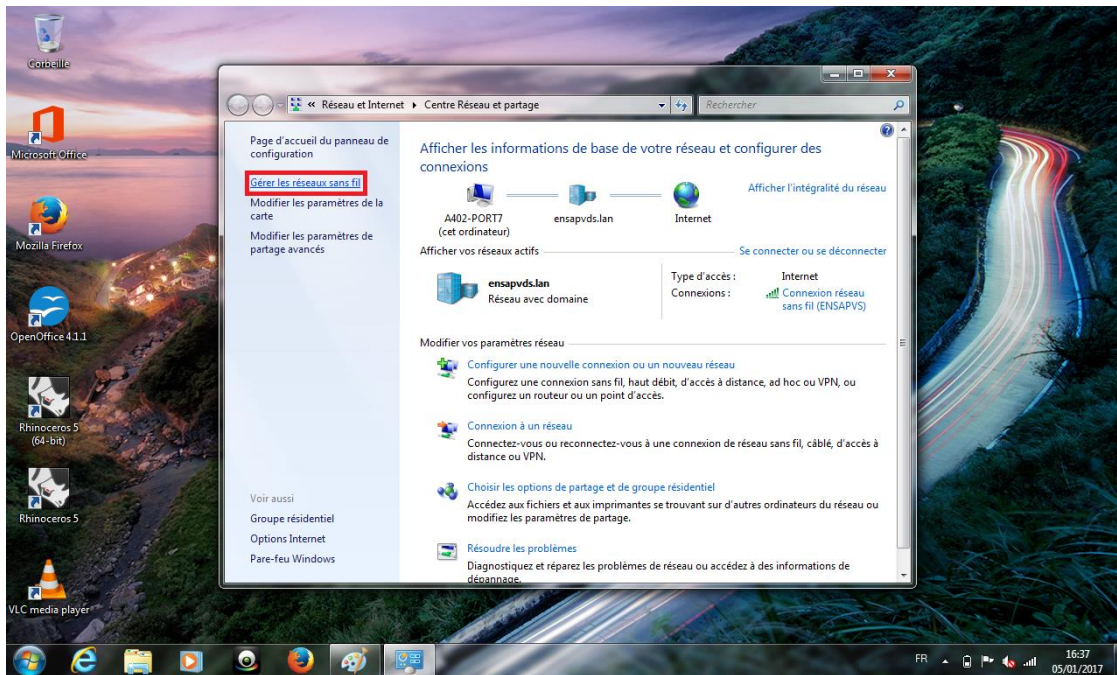 Corbeille
Microsoft Office
Mozilla Firefox
OpenOffice 4.1.1
Rhinoceros 5
(64-bit)
Rhinoceros 5
VLC media player
« Réseau et Internet ▸ Centre Réseau et partage
Rechercher
Page d'accueil du panneau de
configuration
Gérer les réseaux sans fil
Modifier les paramètres de la
carte
Modifier les paramètres de
partage avancés
Voir aussi
Groupe résidentiel
Options Internet
Pare-feu Windows
Afficher les informations de base de votre réseau et configurer des
connexions
Afficher l'intégralité du réseau
A402-PORT7
(cet ordinateur)
ensapvds.lan
Internet
Afficher vos réseaux actifs
Se connecter ou se déconnecter
ensapvds.lan
Réseau avec domaine
Type d'accès : Internet
Connexions : Connexion réseau
sans fil (ENSAPVS)
Modifier vos paramètres réseau
Configurer une nouvelle connexion ou un nouveau réseau
Configurez une connexion sans fil, haut débit, d'accès à distance, ad hoc ou VPN, ou
configurez un routeur ou un point d'accès.
Connexion à un réseau
Connectez-vous ou reconnectez-vous à une connexion de réseau sans fil, câblé, d'accès à
distance ou VPN.
Choisir les options de partage et de groupe résidentiel
Accédez aux fichiers et aux imprimantes se trouvant sur d'autres ordinateurs du réseau ou
modifiez les paramètres de partage.
Résoudre les problèmes
Diagnostiquez et réparez les problèmes de réseau ou accédez à des informations de
dépannage.
FR
16:37
05/01/2017